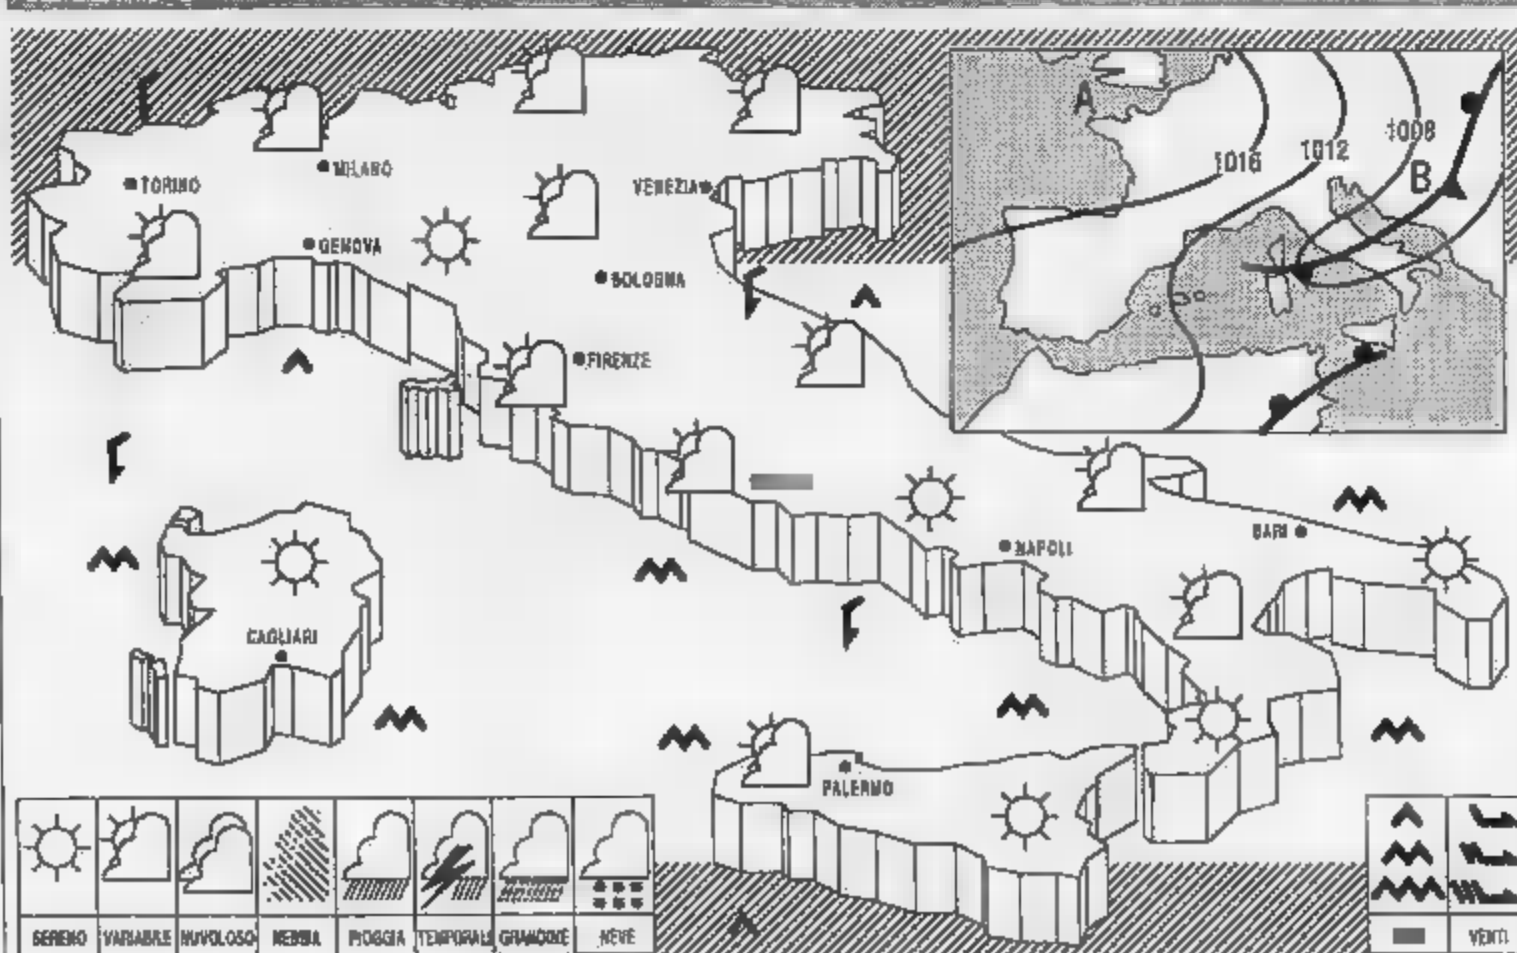 A
1008
1016
1012
B
MILANO
TORINO
VENEZIA
GENOVA
BOLOGNA
FIRENZE
BARI
NAPOLI
CAGLIARI
PALERMO
SERENO VARIABILE NUVOLOSO NEBBIA PIOGGIA TEMPORALE GRANDINE NEVE
VENTI